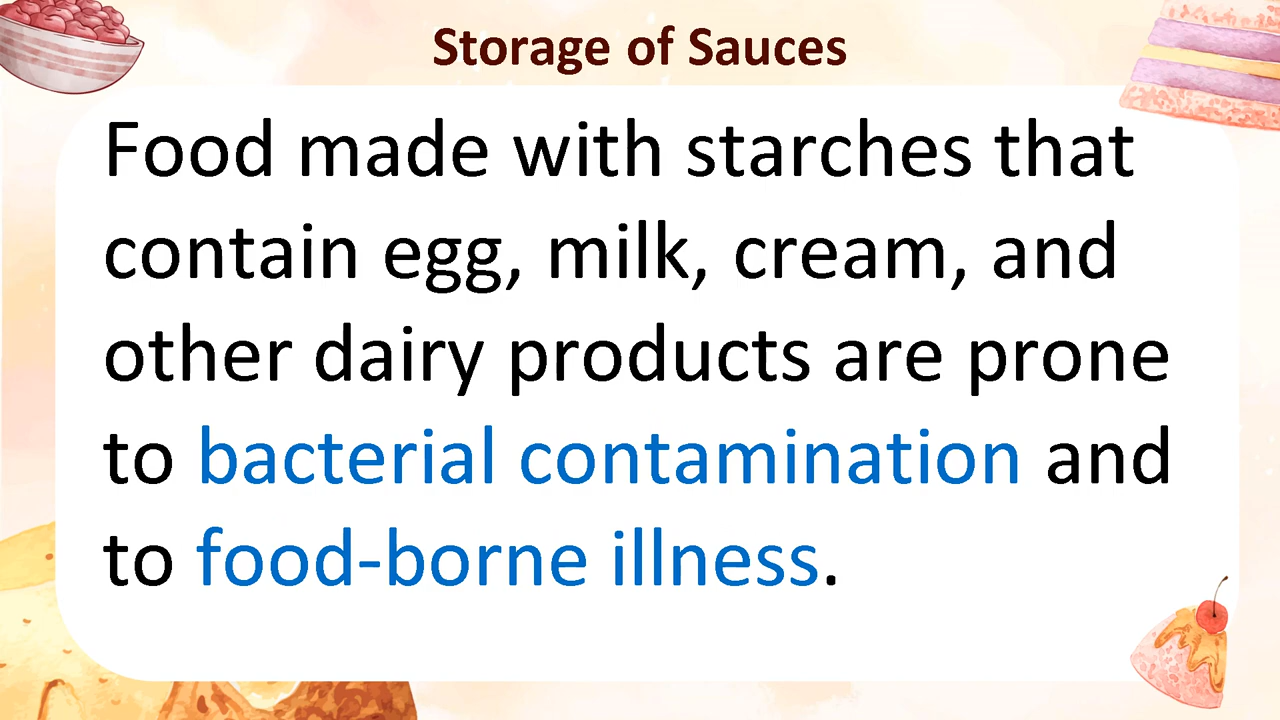 Storage of Sauces
Food made with starches that
contain egg, milk, cream, and
other dairy products are prone
to bacterial contamination and
to food-borne illness.